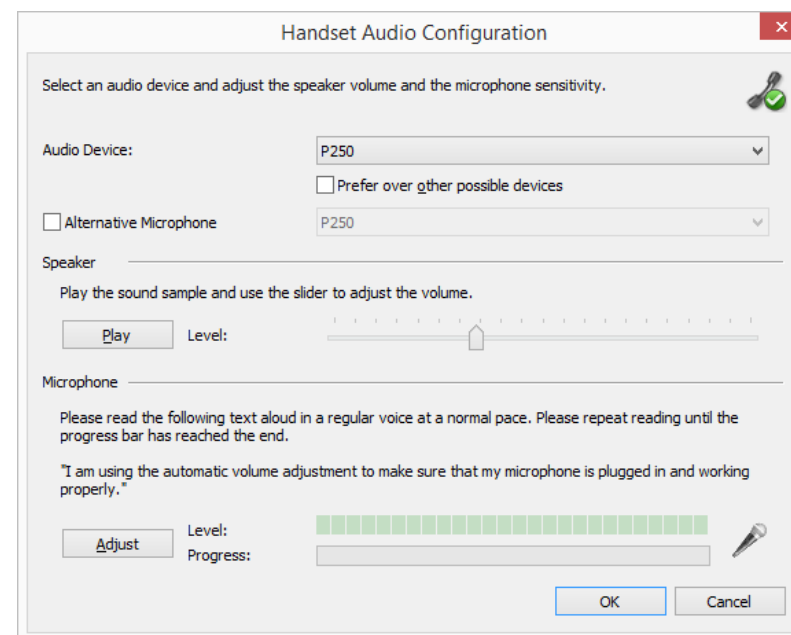 Handset Audio Configuration
Select an audio device and adjust the speaker volume and the microphone sensitivity.
Audio Device:
P250
Prefer over other possible devices
Alternative Microphone
P250
Speaker
Play the sound sample and use the slider to adjust the volume.
Play
Level:
Microphone
Please read the following text aloud in a regular voice at a normal pace. Please repeat reading until the
progress bar has reached the end.
"I am using the automatic volume adjustment to make sure that my microphone is plugged in and working
properly."
Adjust
Level:
Progress:
OK
Cancel